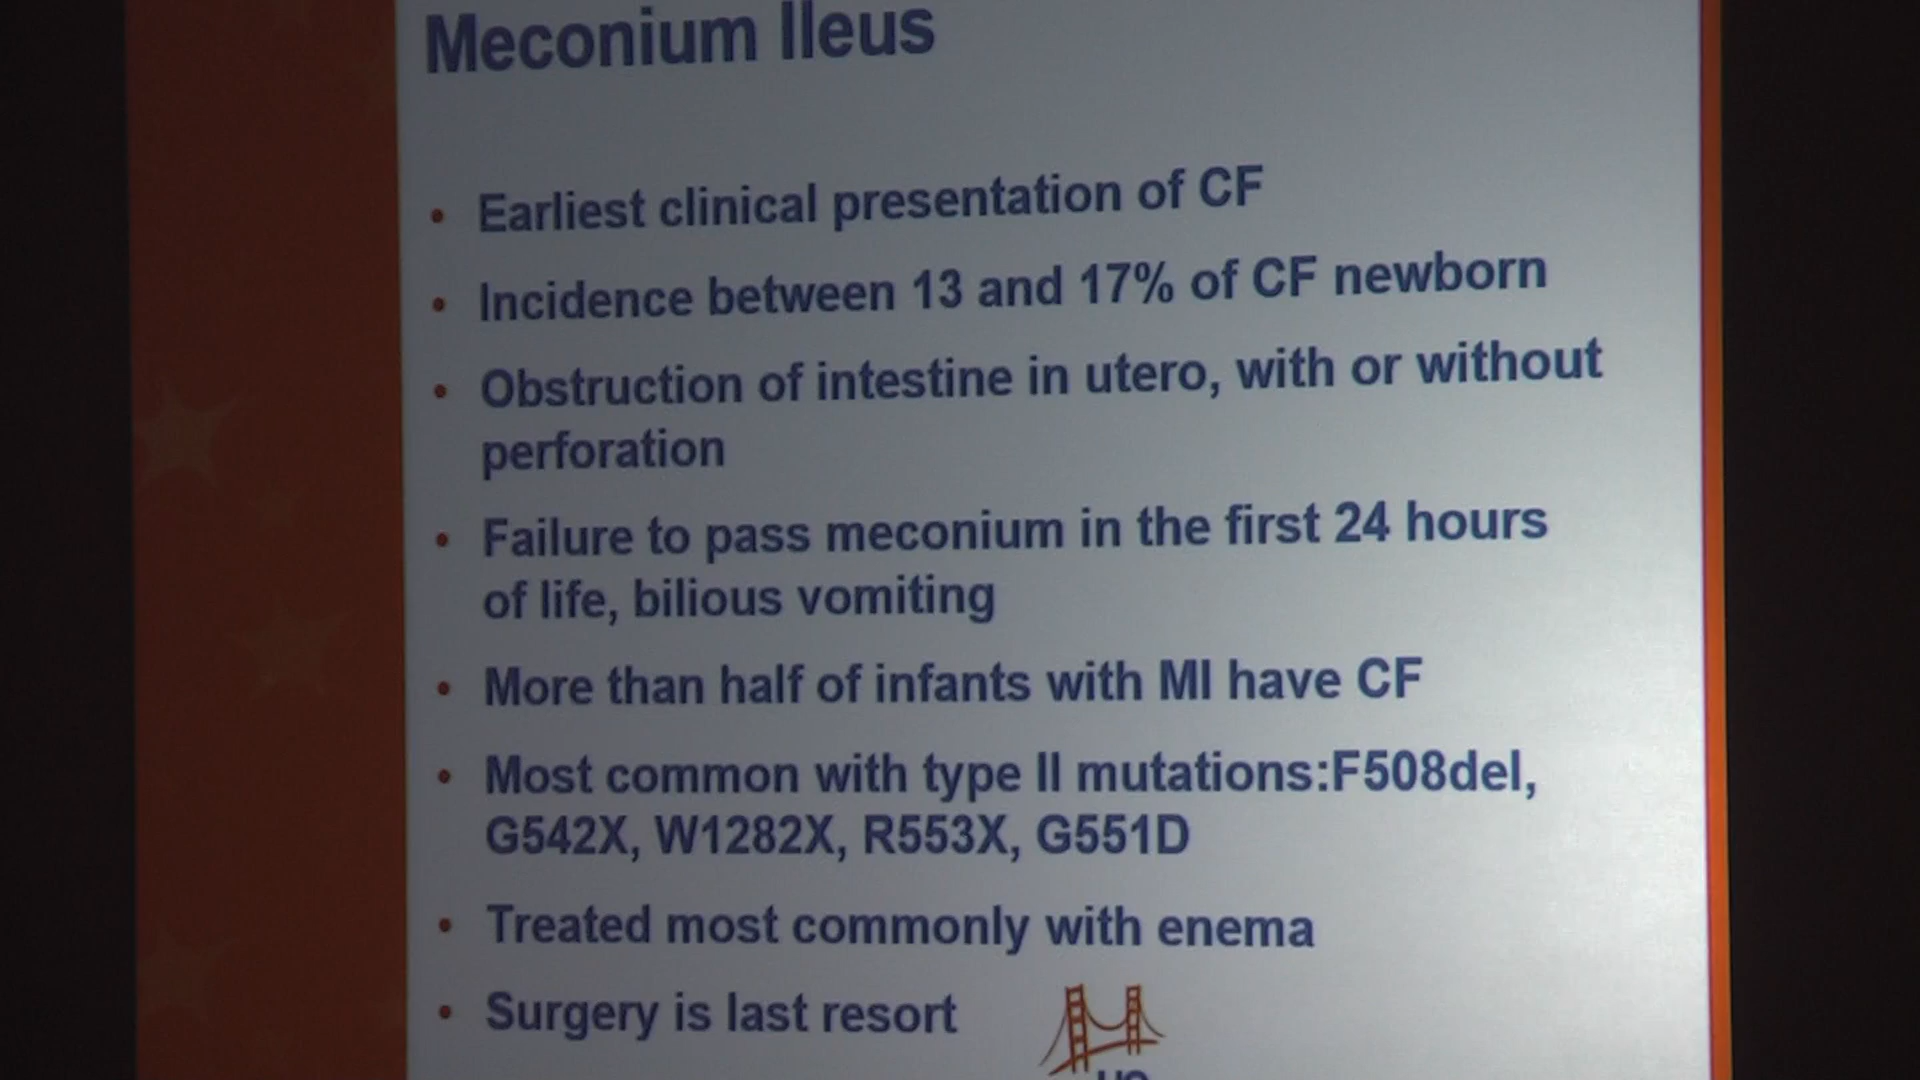 Meconium Ileus
• Earliest clinical presentation of CF
• Incidence between 13 and 17% of CF newborn
• Obstruction of intestine in utero, with or without
perforation
• Failure to pass meconium in the first 24 hours
of life, bilious vomiting
• More than half of infants with MI have CF
• Most common with type II mutations:F508del,
G542X, W1282X, R553X, G551D
• Treated most commonly with enema
• Surgery is last resort